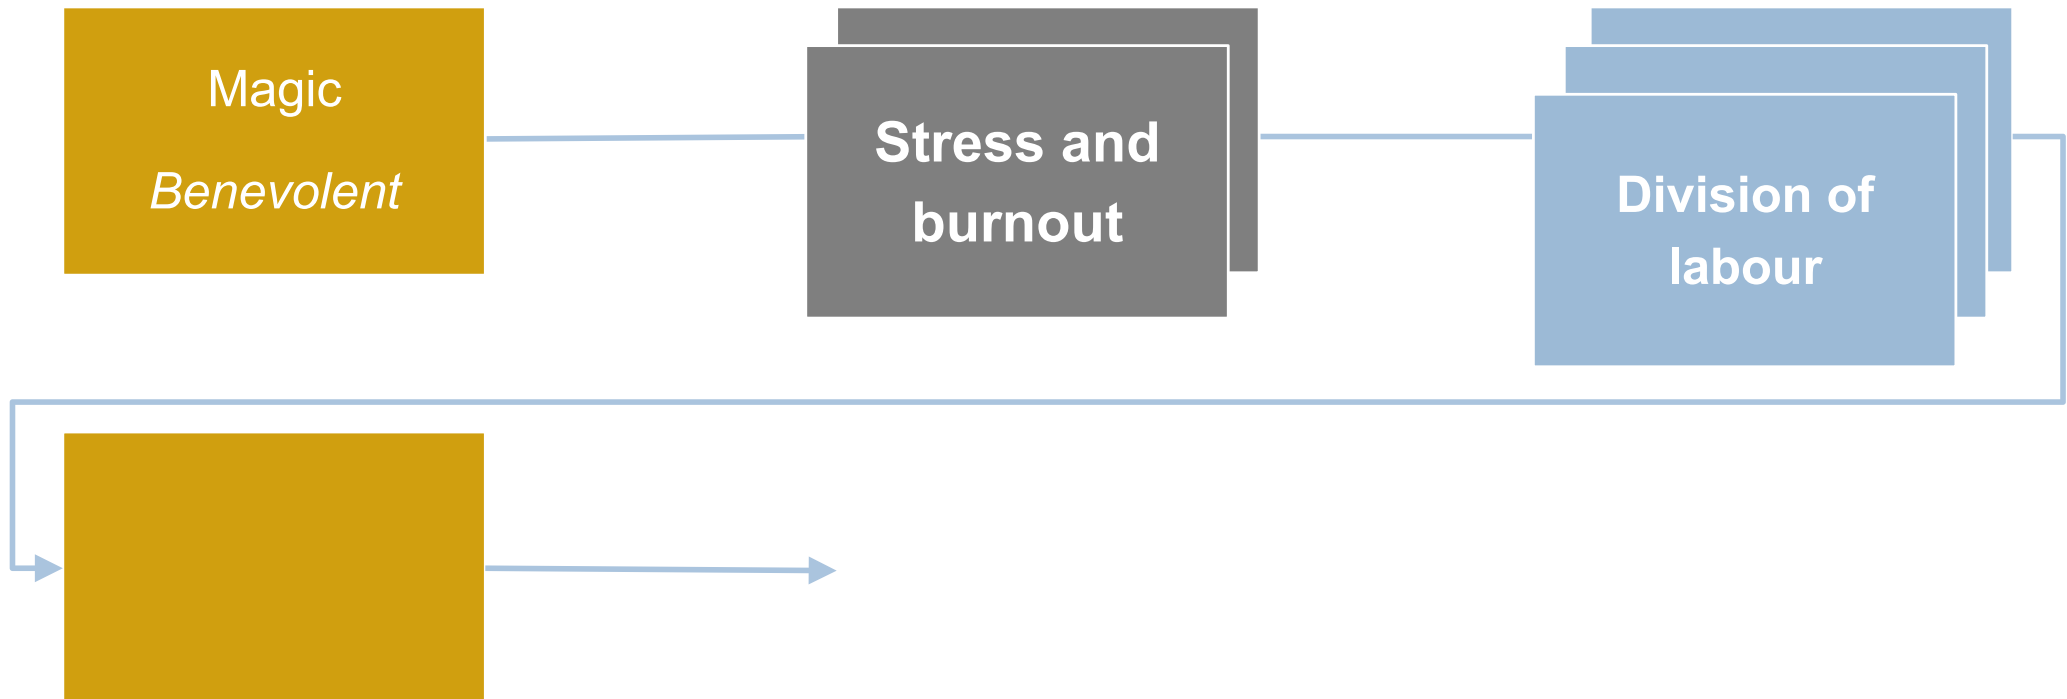 Magic
Benevolent
Stress and
burnout
Division of
labour